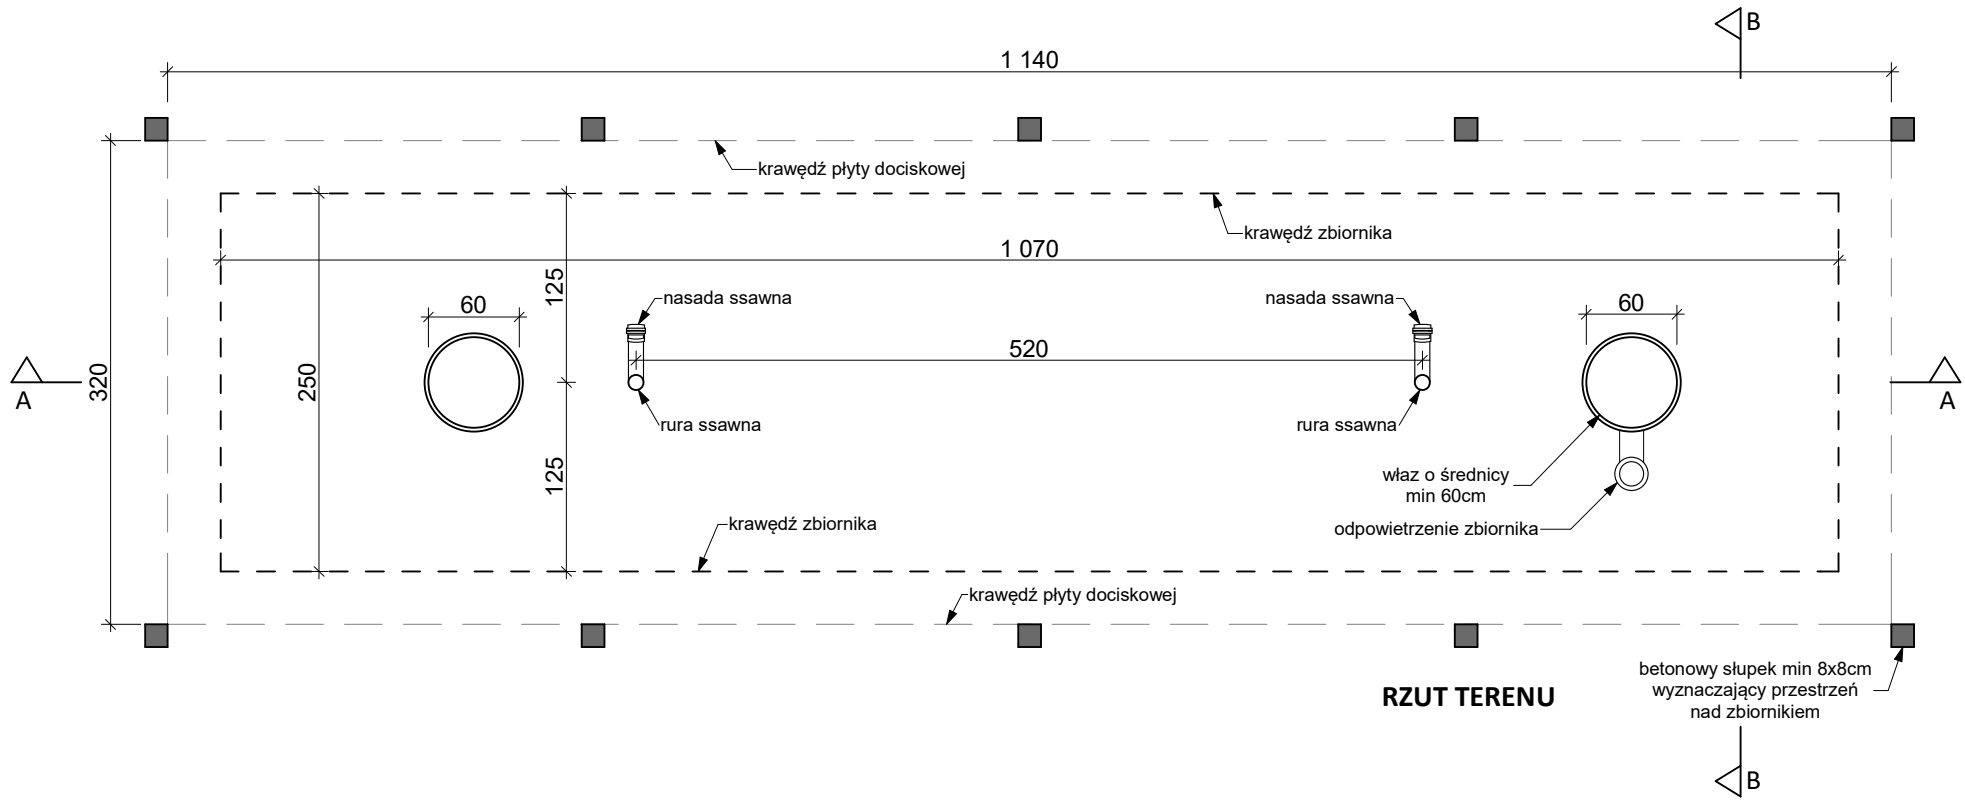 B
1 140
krawędź płyty dociskowej
krawędź zbiornika
1 070
125
nasada ssawna
nasada ssawna
60
60
520
320
250
A
A
rura ssawna
rura ssawna
125
właz o średnicy
min 60cm
krawędź zbiornika
odpowietrzenie zbiornika
krawędź płyty dociskowej
RZUT TERENU
betonowy słupek min 8x8cm
wyznaczający przestrzeń
nad zbiornikiem
B